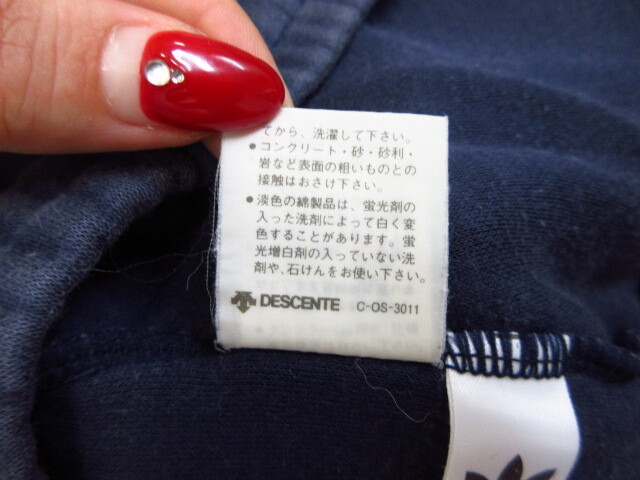 てから、洗濯して下さい。
●コンクリート・砂・砂利・
岩など表面の粗いものとの
接触はおさけ下さい。
●淡色の綿製品は、蛍光剤の
入った洗剤によって白く変
色することがあります。蛍
光増白剤の入っていない洗
剤や、石けんをお使い下さい。
DESCENTE C-OS-3011